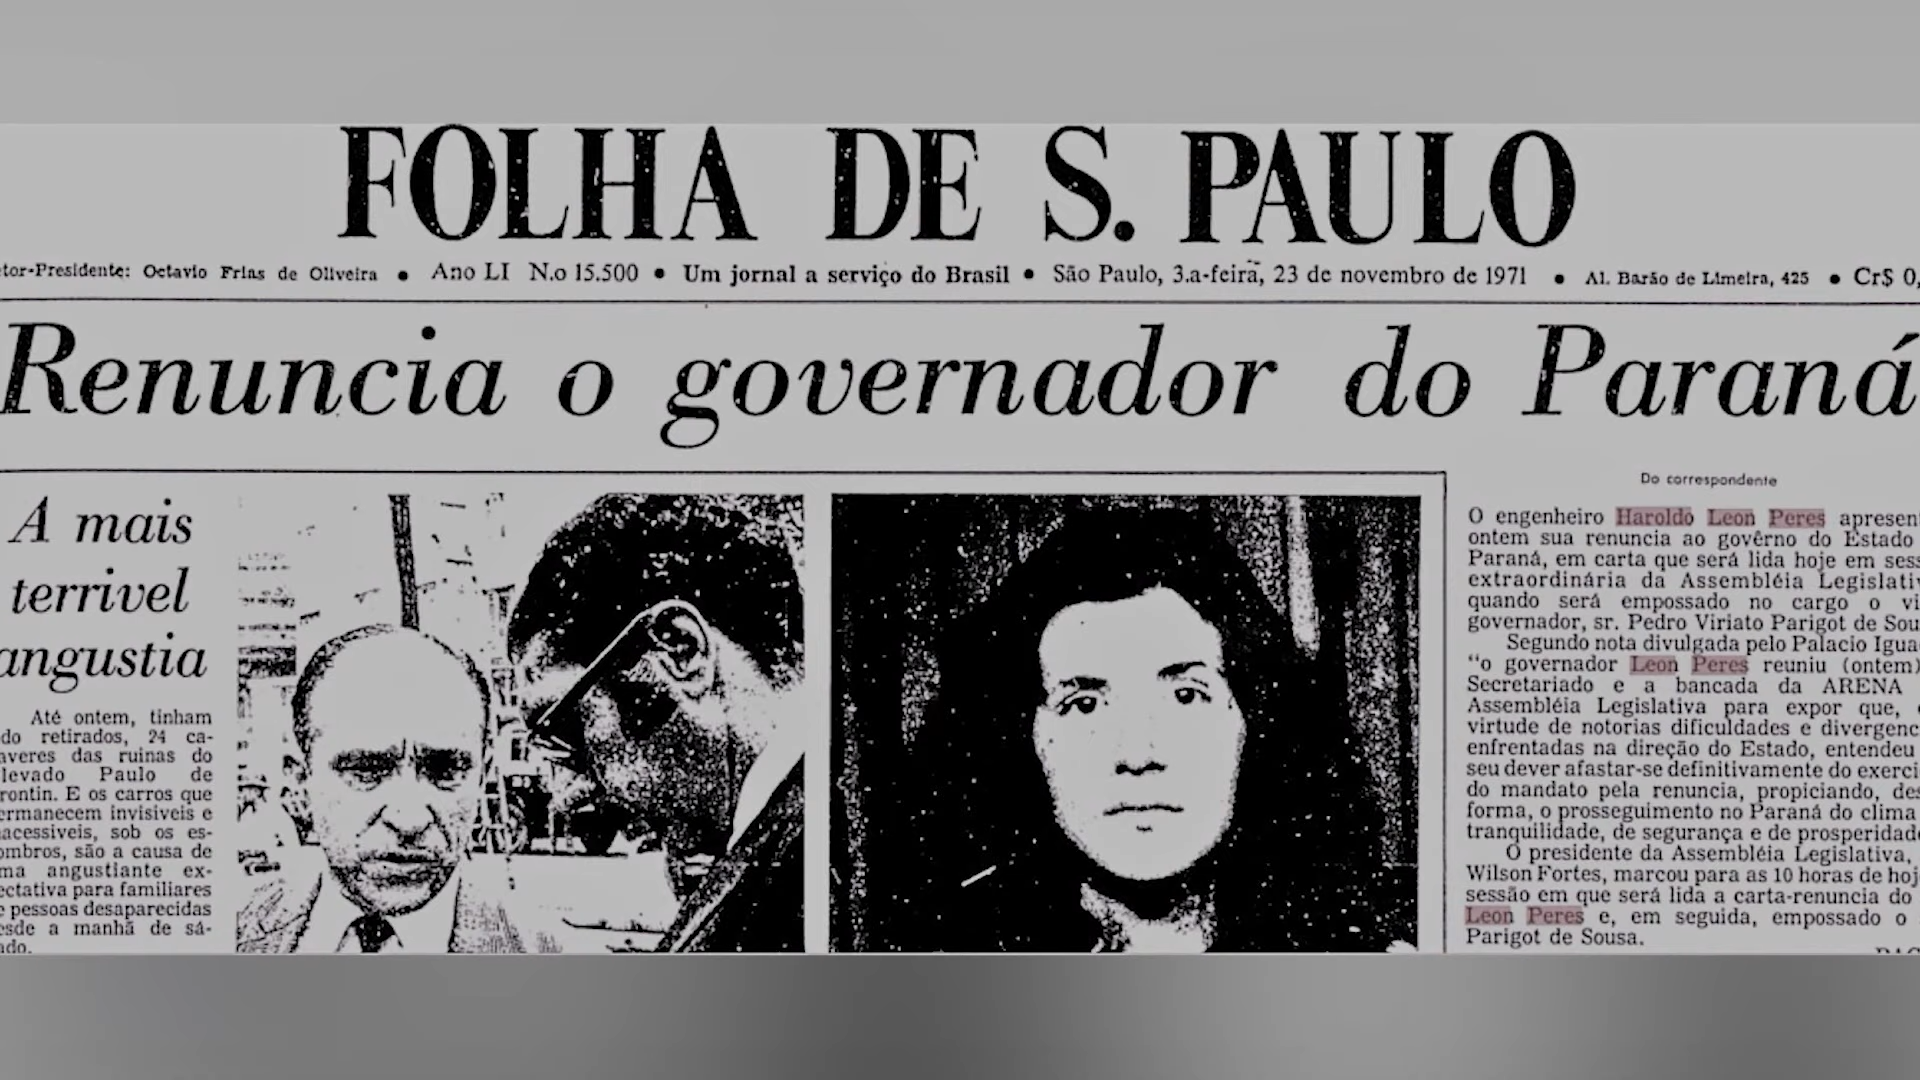 FOLHA DE S. PAULO
tor-Presidente: Octavio Frias de Oliveira • Ano LI N.o 15.500 • Um jornal a serviço do Brasil • São Paulo, 3.a-feira, 23 de novembro de 1971 • Al. Barão de Limeira, 425 • Cr$ 0,
Renuncia o governador do Paraná
A mais
terrivel
angustia
Até ontem, tinham
do retirados, 24 ca-
averes das ruinas do
levado Paulo de
rontin. E os carros que
ermanecem invisiveis e
acessiveis, sob os es-
ombros, são a causa de
ma angustiante ex-
ectativa para familiares
e pessoas desaparecidas
esde a manhã de sá-
ado.
Do correspondente
O engenheiro Haroldo Leon Peres apresent
ontem sua renuncia ao govêrno do Estado
Paraná, em carta que será lida hoje em sess
extraordinária da Assembléia Legislativ
quando será empossado no cargo o vi
governador, sr. Pedro Viriato Parigot de Sou
Segundo nota divulgada pelo Palacio Igua
"o governador Leon Peres reuniu (ontem)
Secretariado e a bancada da ARENA
Assembléia Legislativa para expor que,
virtude de notorias dificuldades e divergenc
enfrentadas na direção do Estado, entendeu
seu dever afastar-se definitivamente do exerci
do mandato pela renuncia, propiciando, des
forma, o prosseguimento no Paraná do clima
tranquilidade, de segurança e de prosperidade
O presidente da Assembléia Legislativa,
Wilson Fortes, marcou para as 10 horas de hoj
sessão em que será lida a carta-renuncia do
Leon Peres e, em seguida, empossado o
Parigot de Sousa.